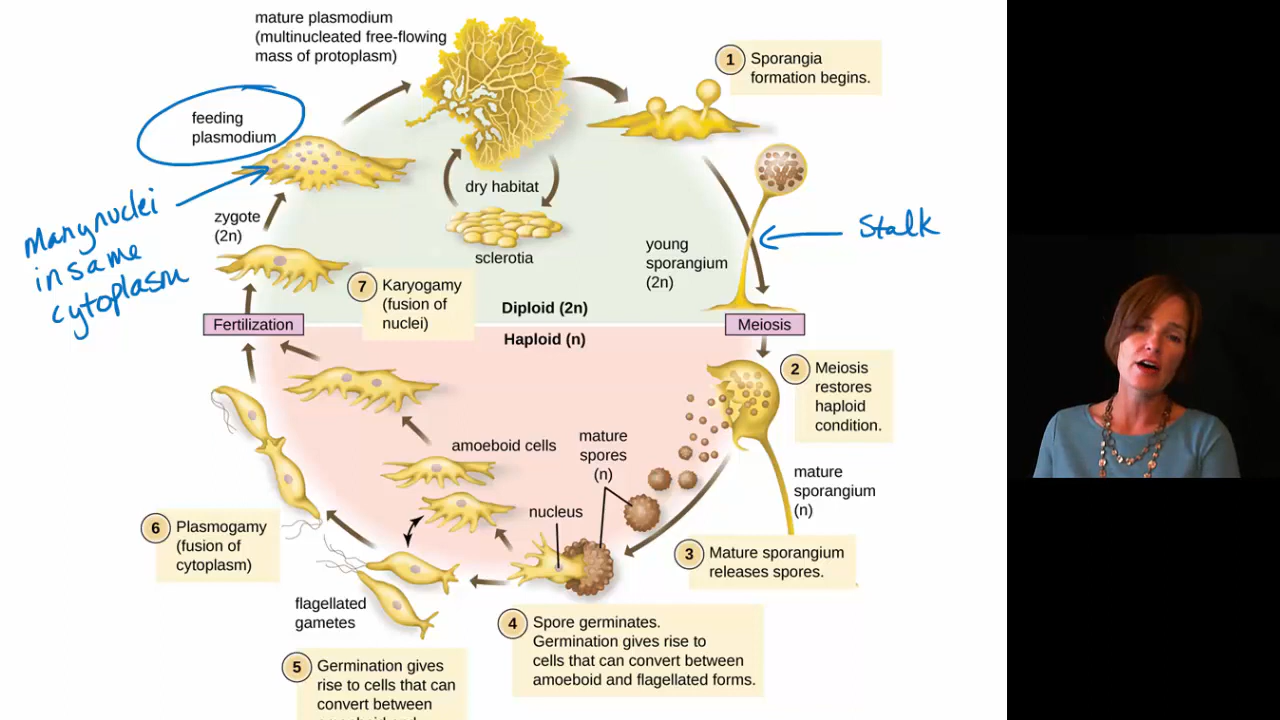 mature plasmodium
(multinucleated free-flowing
mass of protoplasm)
1 Sporangia
formation begins.
feeding
plasmodium
many nuclei
in same
cytoplasm
dry habitat
sclerotia
Stalk
zygote
(2n)
young
sporangium
(2n)
7 Karyogamy
(fusion of
nuclei)
Diploid (2n)
Fertilization
Meiosis
Haploid (n)
2 Meiosis
restores
haploid
condition.
amoeboid cells
mature
spores
(n)
mature
sporangium
(n)
nucleus
6 Plasmogamy
(fusion of
cytoplasm)
3 Mature sporangium
releases spores.
flagellated
gametes
4 Spore germinates.
Germination gives rise to
cells that can convert between
amoeboid and flagellated forms.
5 Germination gives
rise to cells that can
convert between